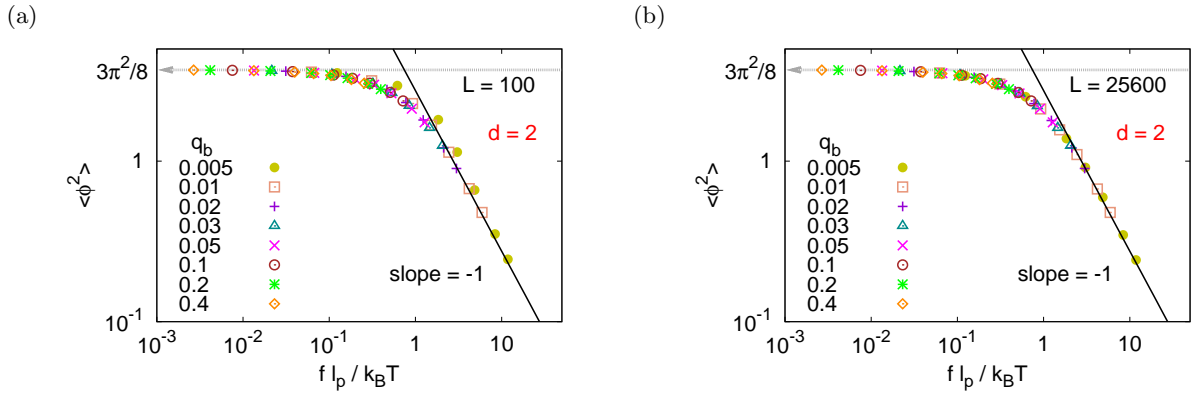 (a)
3π²/8
1
10⁻¹
<ϕ²>
L = 100
d = 2
q_b
0.005
0.01
0.02
0.03
0.05
0.1
0.2
0.4
slope = -1
10⁻³
10⁻²
10⁻¹
1
10
f l_p / k_BT
(b)
3π²/8
1
10⁻¹
<ϕ²>
L = 25600
d = 2
q_b
0.005
0.01
0.02
0.03
0.05
0.1
0.2
0.4
slope = -1
10⁻³
10⁻²
10⁻¹
1
10
f l_p / k_BT